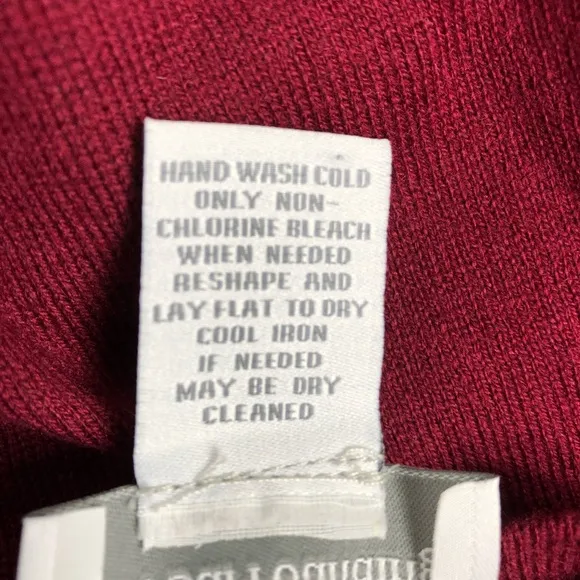 HAND WASH COLD
ONLY NON-
CHLORINE BLEACH
WHEN NEEDED
RESHAPE AND
LAY FLAT TO DRY
COOL IRON
IF NEEDED
MAY BE DRY
CLEANED